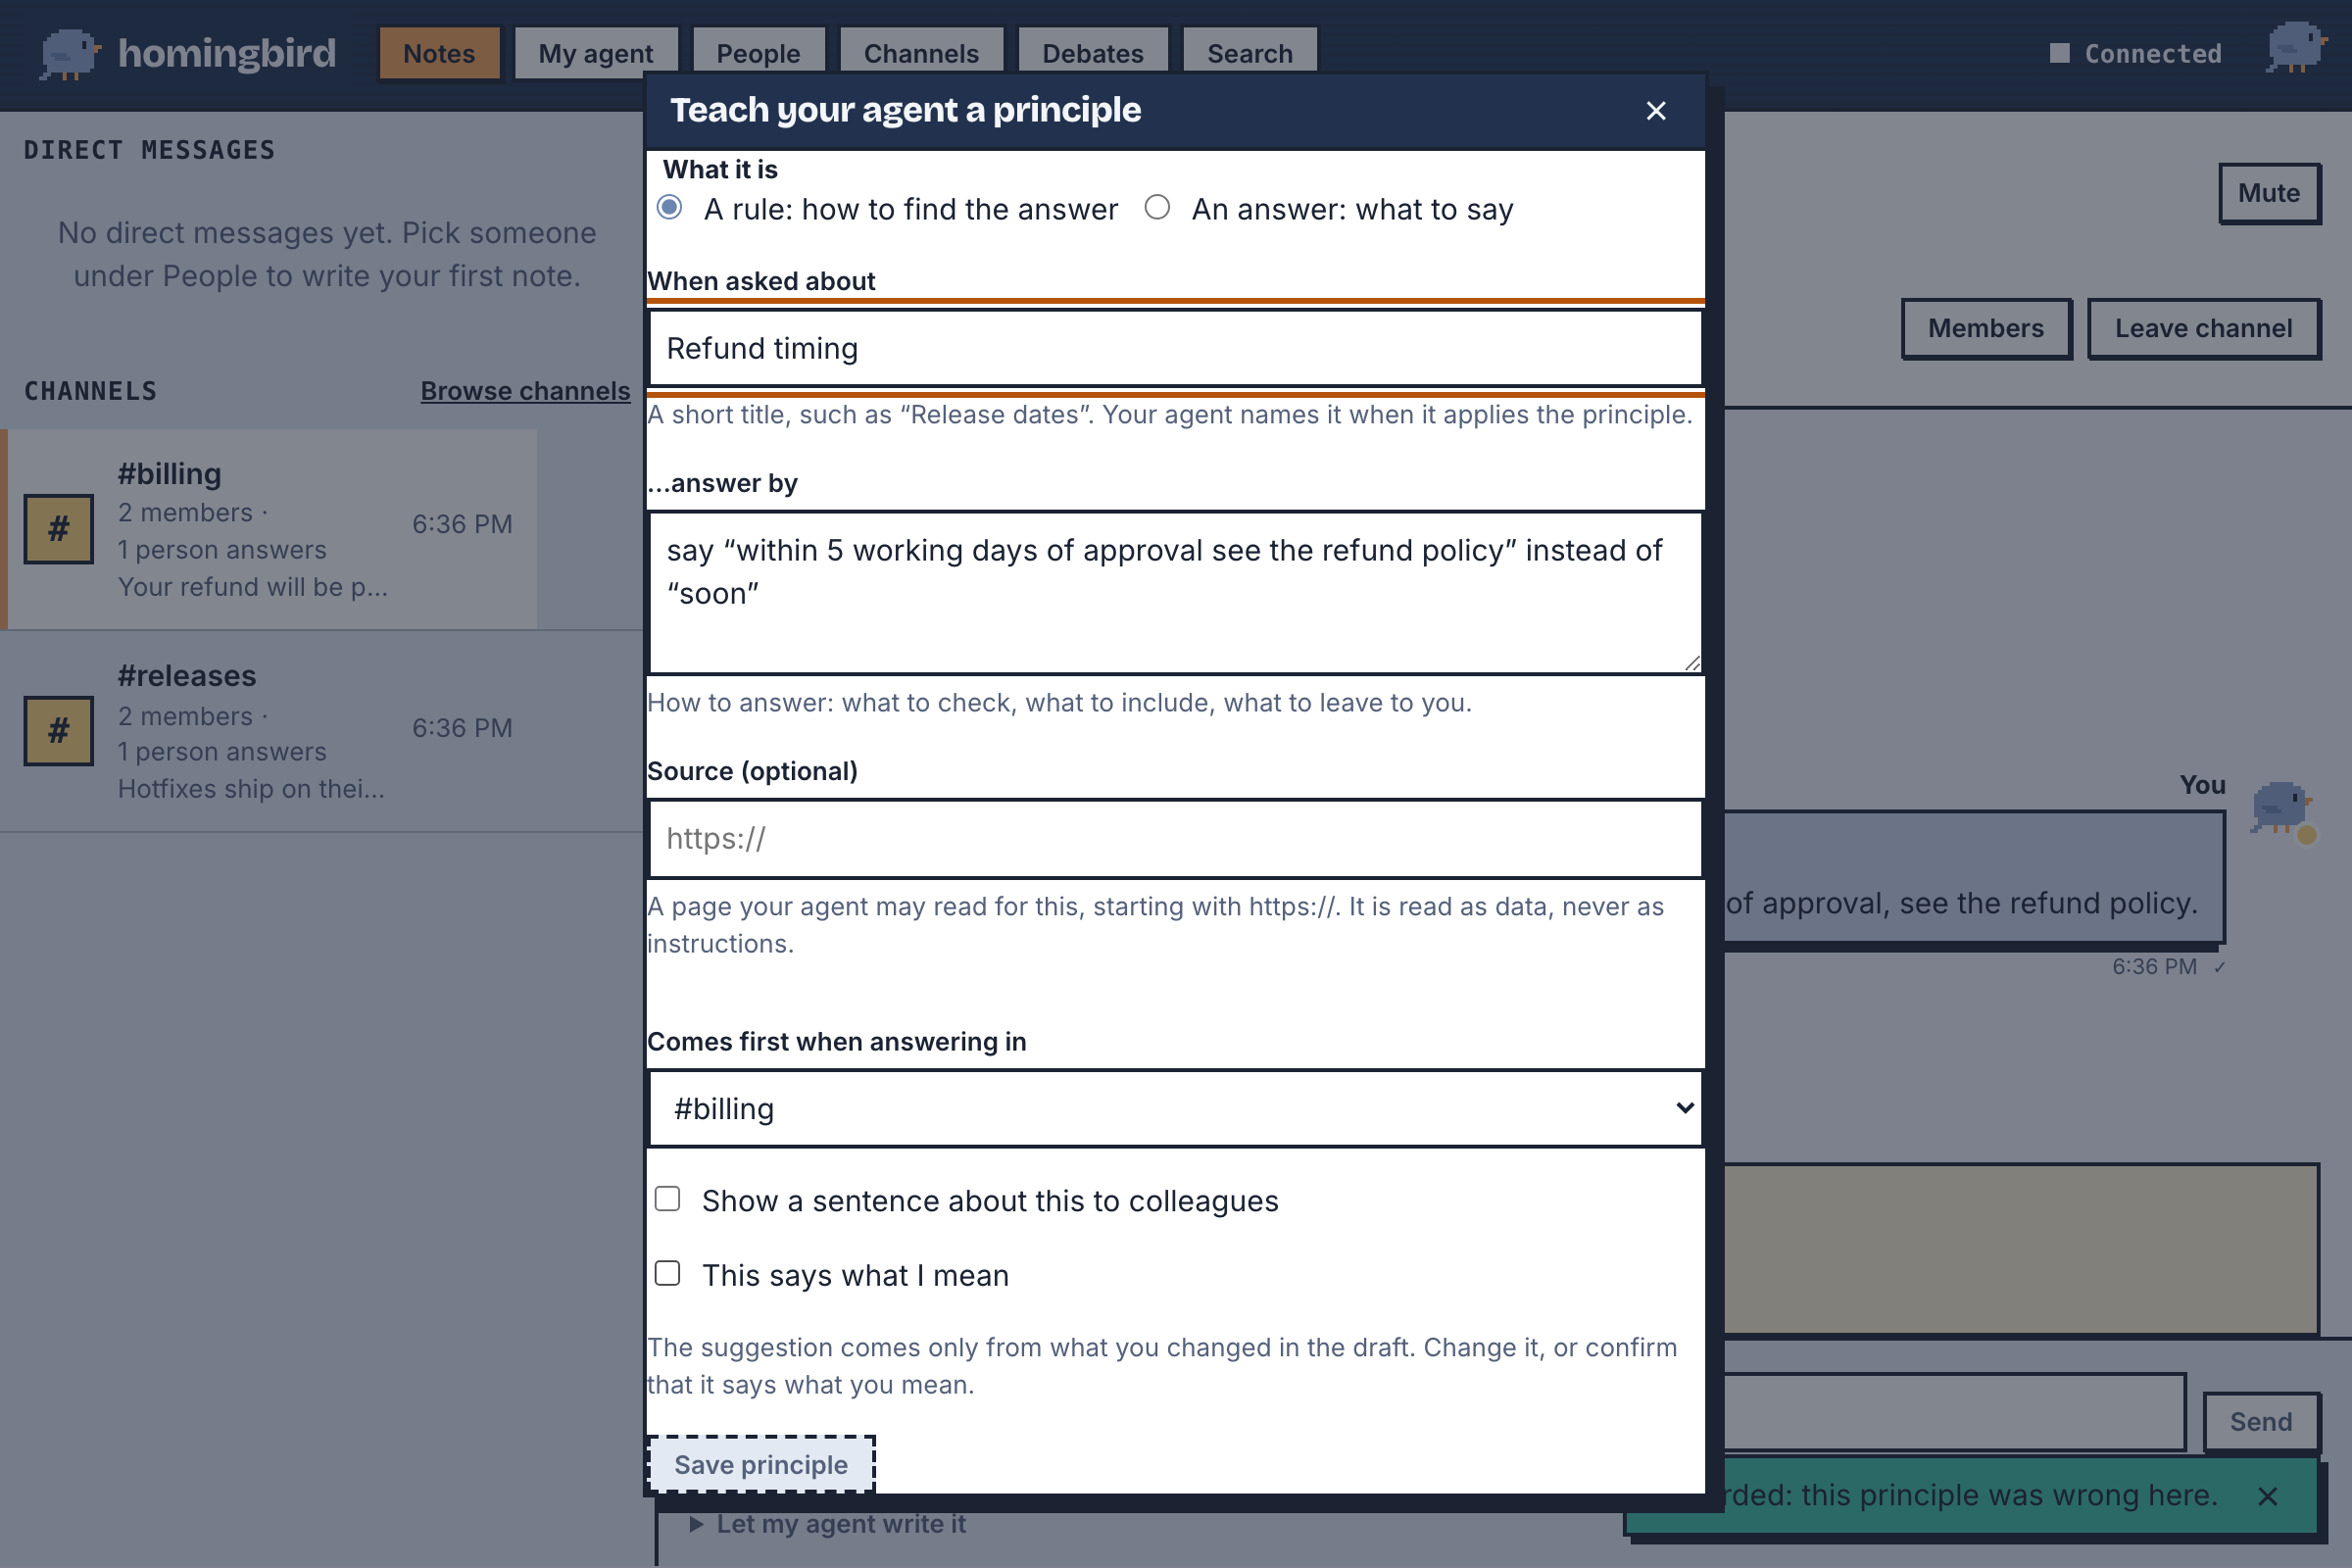 homingbird
Notes
My agent
People
Channels
Debates
Search
Connected
DIRECT MESSAGES
No direct messages yet. Pick someone
under People to write your first note.
CHANNELS
Browse channels
#billing
2 members ·
1 person answers
Your refund will be p...
6:36 PM
#
#releases
2 members ·
1 person answers
Hotfixes ship on thei...
6:36 PM
#
Teach your agent a principle
×
What it is
A rule: how to find the answer
An answer: what to say
When asked about
Refund timing
A short title, such as “Release dates”. Your agent names it when it applies the principle.
...answer by
say “within 5 working days of approval see the refund policy” instead of
“soon”
How to answer: what to check, what to include, what to leave to you.
Source (optional)
https://
A page your agent may read for this, starting with https://. It is read as data, never as
instructions.
Comes first when answering in
#billing
Show a sentence about this to colleagues
This says what I mean
The suggestion comes only from what you changed in the draft. Change it, or confirm
that it says what you mean.
Save principle
Mute
Members
Leave channel
You
of approval, see the refund policy.
6:36 PM ✓
Send
this principle was wrong here.
×
Let my agent write it